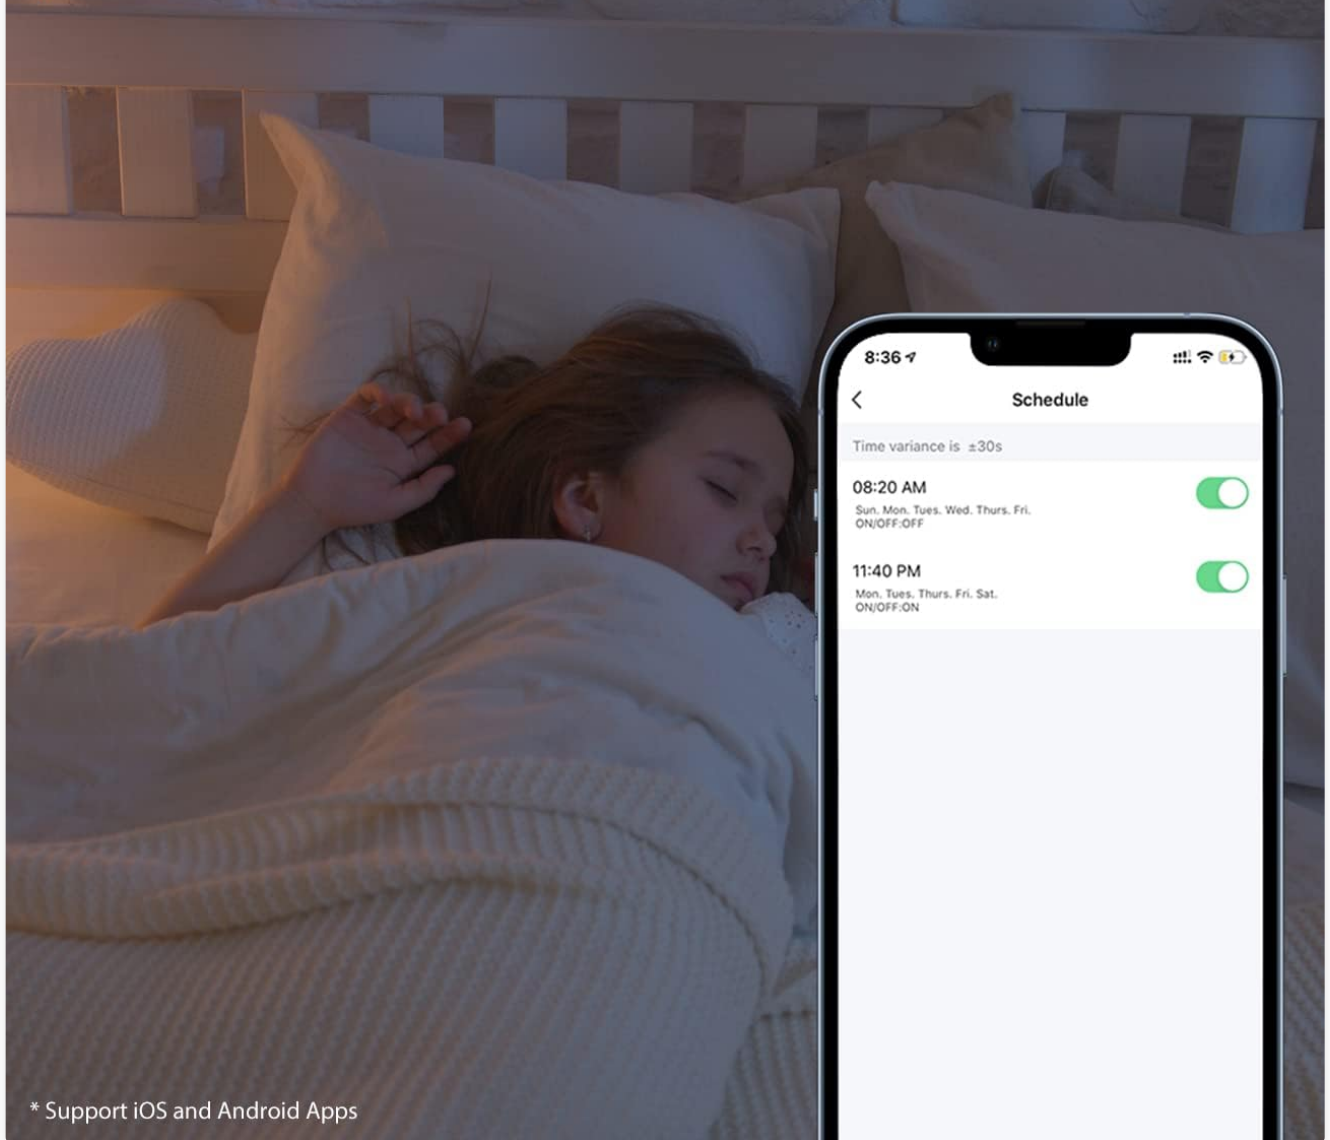 8:36
Schedule
Time variance is ±30s
08:20 AM
Sun. Mon. Tues. Wed. Thurs. Fri.
ON/OFF:OFF
11:40 PM
Mon. Tues. Thurs. Fri. Sat.
ON/OFF:ON
* Support iOS and Android Apps